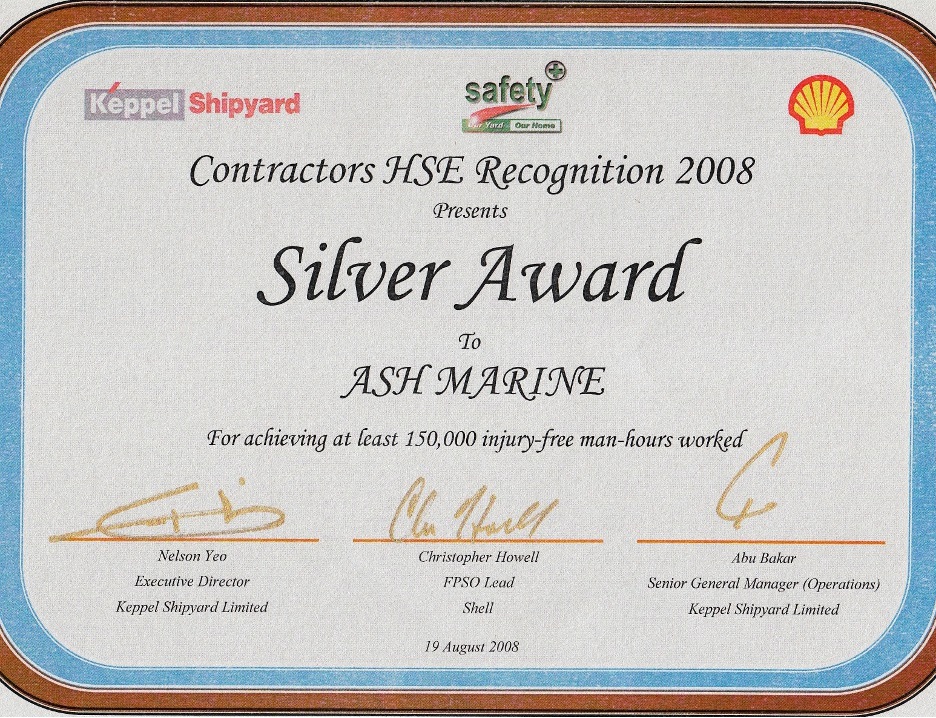 Keppel Shipyard
safety
Our Yard... Our Home
Contractors HSE Recognition 2008
Presents
Silver Award
To
ASH MARINE
For achieving at least 150,000 injury-free man-hours worked
Nelson Yeo
Executive Director
Keppel Shipyard Limited
Christopher Howell
FPSO Lead
Shell
Abu Bakar
Senior General Manager (Operations)
Keppel Shipyard Limited
19 August 2008